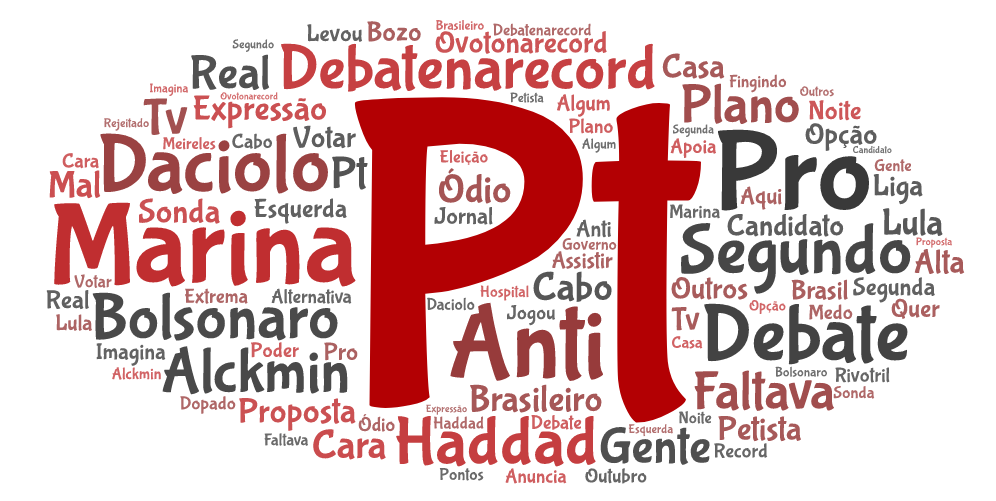 Levou Bozo Brasileiro Debatenarecord
Segundo Ovotonarecord
Real Debatenarecord Casa
Imagina Ovotonarecord Petista Fingindo
Tv Expressão Algum Plano Outros
Rejeitado Plano Noite
Meireles Cabo Votar Algum Segunda Opção
Cara Daciolo Pt Eleição Apoia Pro Candidalo
Mal Ódio Aqui Gente
Sonda Esquerda Jornal Marina Liga
Marina Pt Anti Candidato Lula
Governo Segundo Proposta
Votar Assistir Alta
Real Extrema Alternativa Hospital Cabo Outros Brasil Segunda
Lula Bolsonaro Daciolo Jogou Tv Opção Medo Quer
Imagina Poder Pro Anti Casa Debate
Alckmin Alckmin Bolsonaro Rivotril
Dopado Proposta Brasileiro Faltava Sonda
Ódio Expressão Haddad Debate Noite
Faltava Cara Haddad Esquerda Petista
Gente Record
Pontos Anuncia Outubro